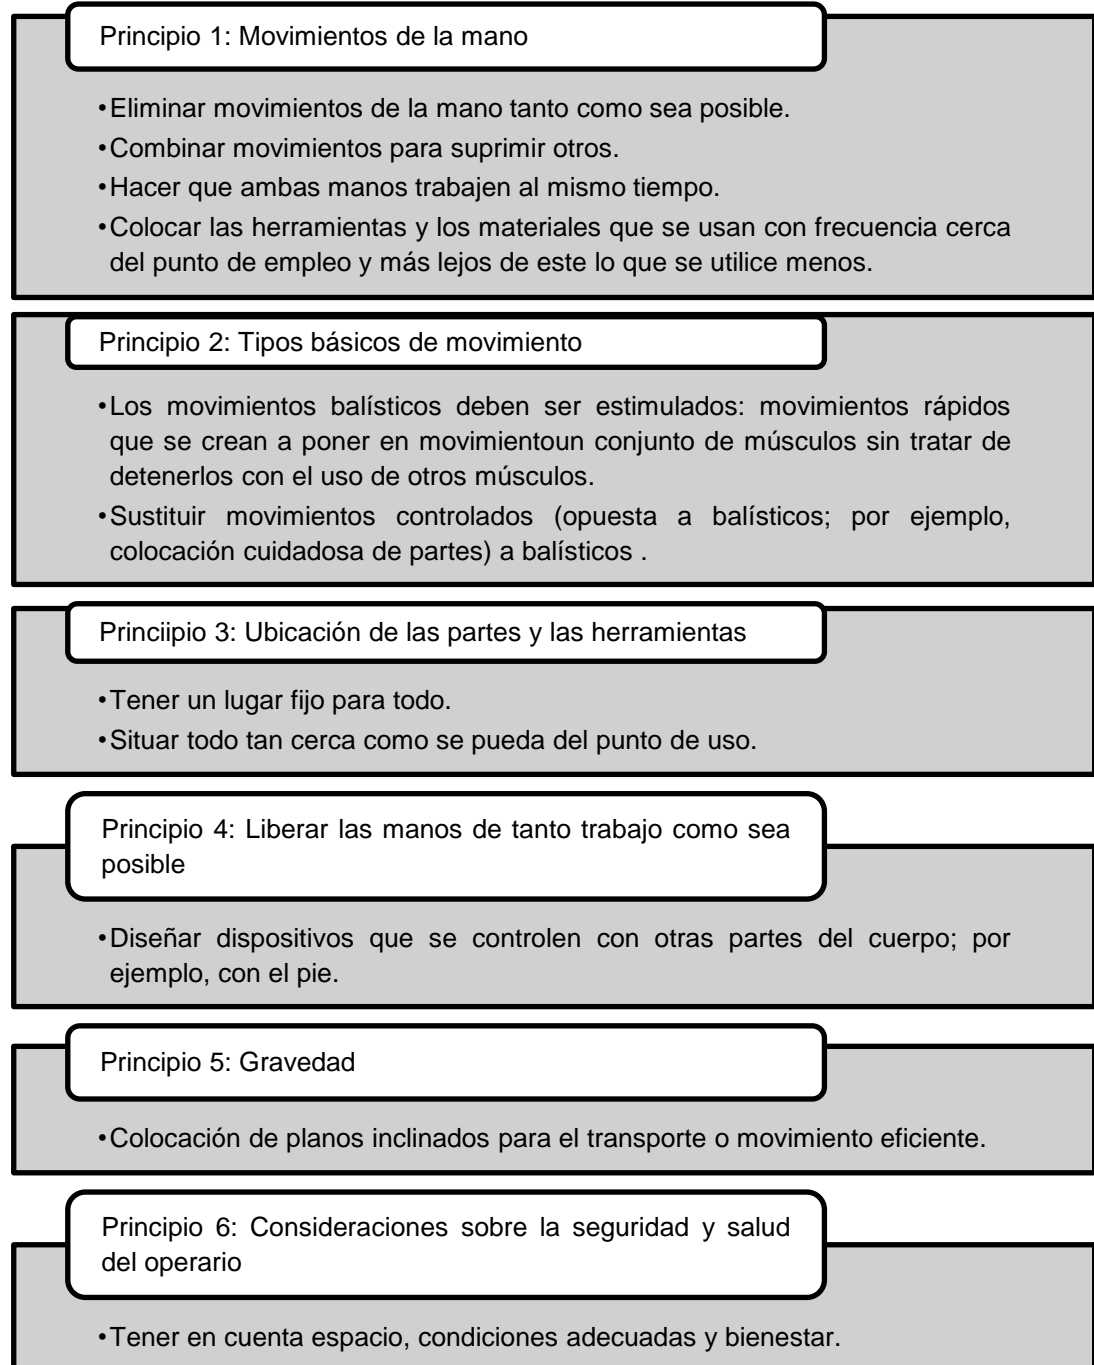 Principio 1: Movimientos de la mano
•Eliminar movimientos de la mano tanto como sea posible.
•Combinar movimientos para suprimir otros.
•Hacer que ambas manos trabajen al mismo tiempo.
•Colocar las herramientas y los materiales que se usan con frecuencia cerca
del punto de empleo y más lejos de este lo que se utilice menos.
Principio 2: Tipos básicos de movimiento
•Los movimientos balísticos deben ser estimulados: movimientos rápidos
que se crean a poner en movimientoun conjunto de músculos sin tratar de
detenerlos con el uso de otros músculos.
•Sustituir movimientos controlados (opuesta a balísticos; por ejemplo,
colocación cuidadosa de partes) a balísticos .
Princiipio 3: Ubicación de las partes y las herramientas
•Tener un lugar fijo para todo.
•Situar todo tan cerca como se pueda del punto de uso.
Principio 4: Liberar las manos de tanto trabajo como sea
posible
•Diseñar dispositivos que se controlen con otras partes del cuerpo; por
ejemplo, con el pie.
Principio 5: Gravedad
•Colocación de planos inclinados para el transporte o movimiento eficiente.
Principio 6: Consideraciones sobre la seguridad y salud
del operario
•Tener en cuenta espacio, condiciones adecuadas y bienestar.